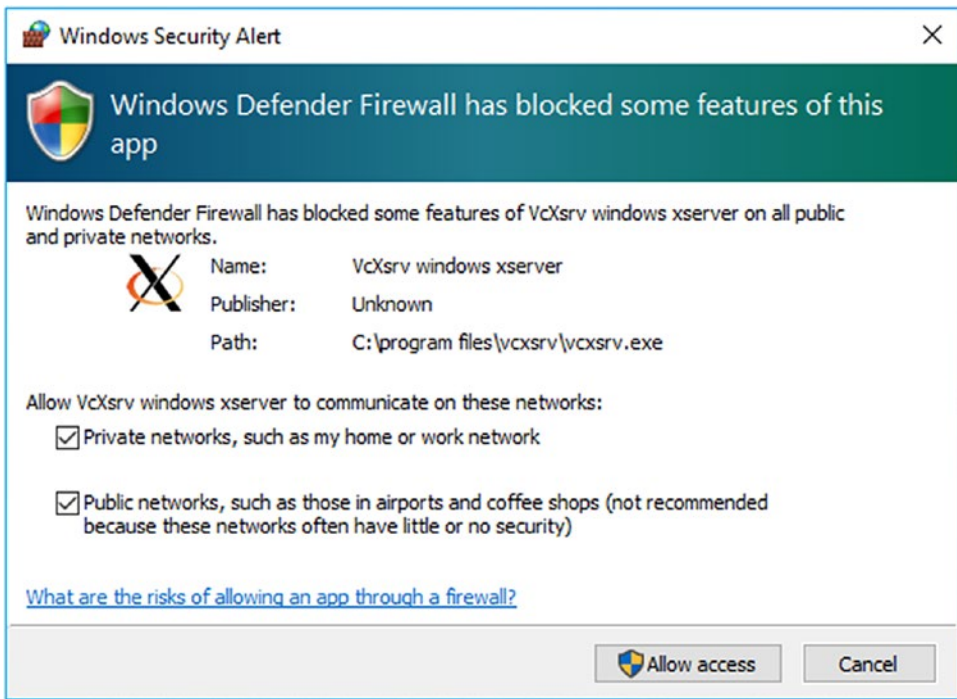 Windows Security Alert
Windows Defender Firewall has blocked some features of this
app
Windows Defender Firewall has blocked some features of VcXsrv windows xserver on all public
and private networks.
Name: VcXsrv windows xserver
Publisher: Unknown
Path: C:\program files\vcxsrv\vcxsrv.exe
Allow VcXsrv windows xserver to communicate on these networks:
Private networks, such as my home or work network
Public networks, such as those in airports and coffee shops (not recommended
because these networks often have little or no security)
What are the risks of allowing an app through a firewall?
Allow access Cancel